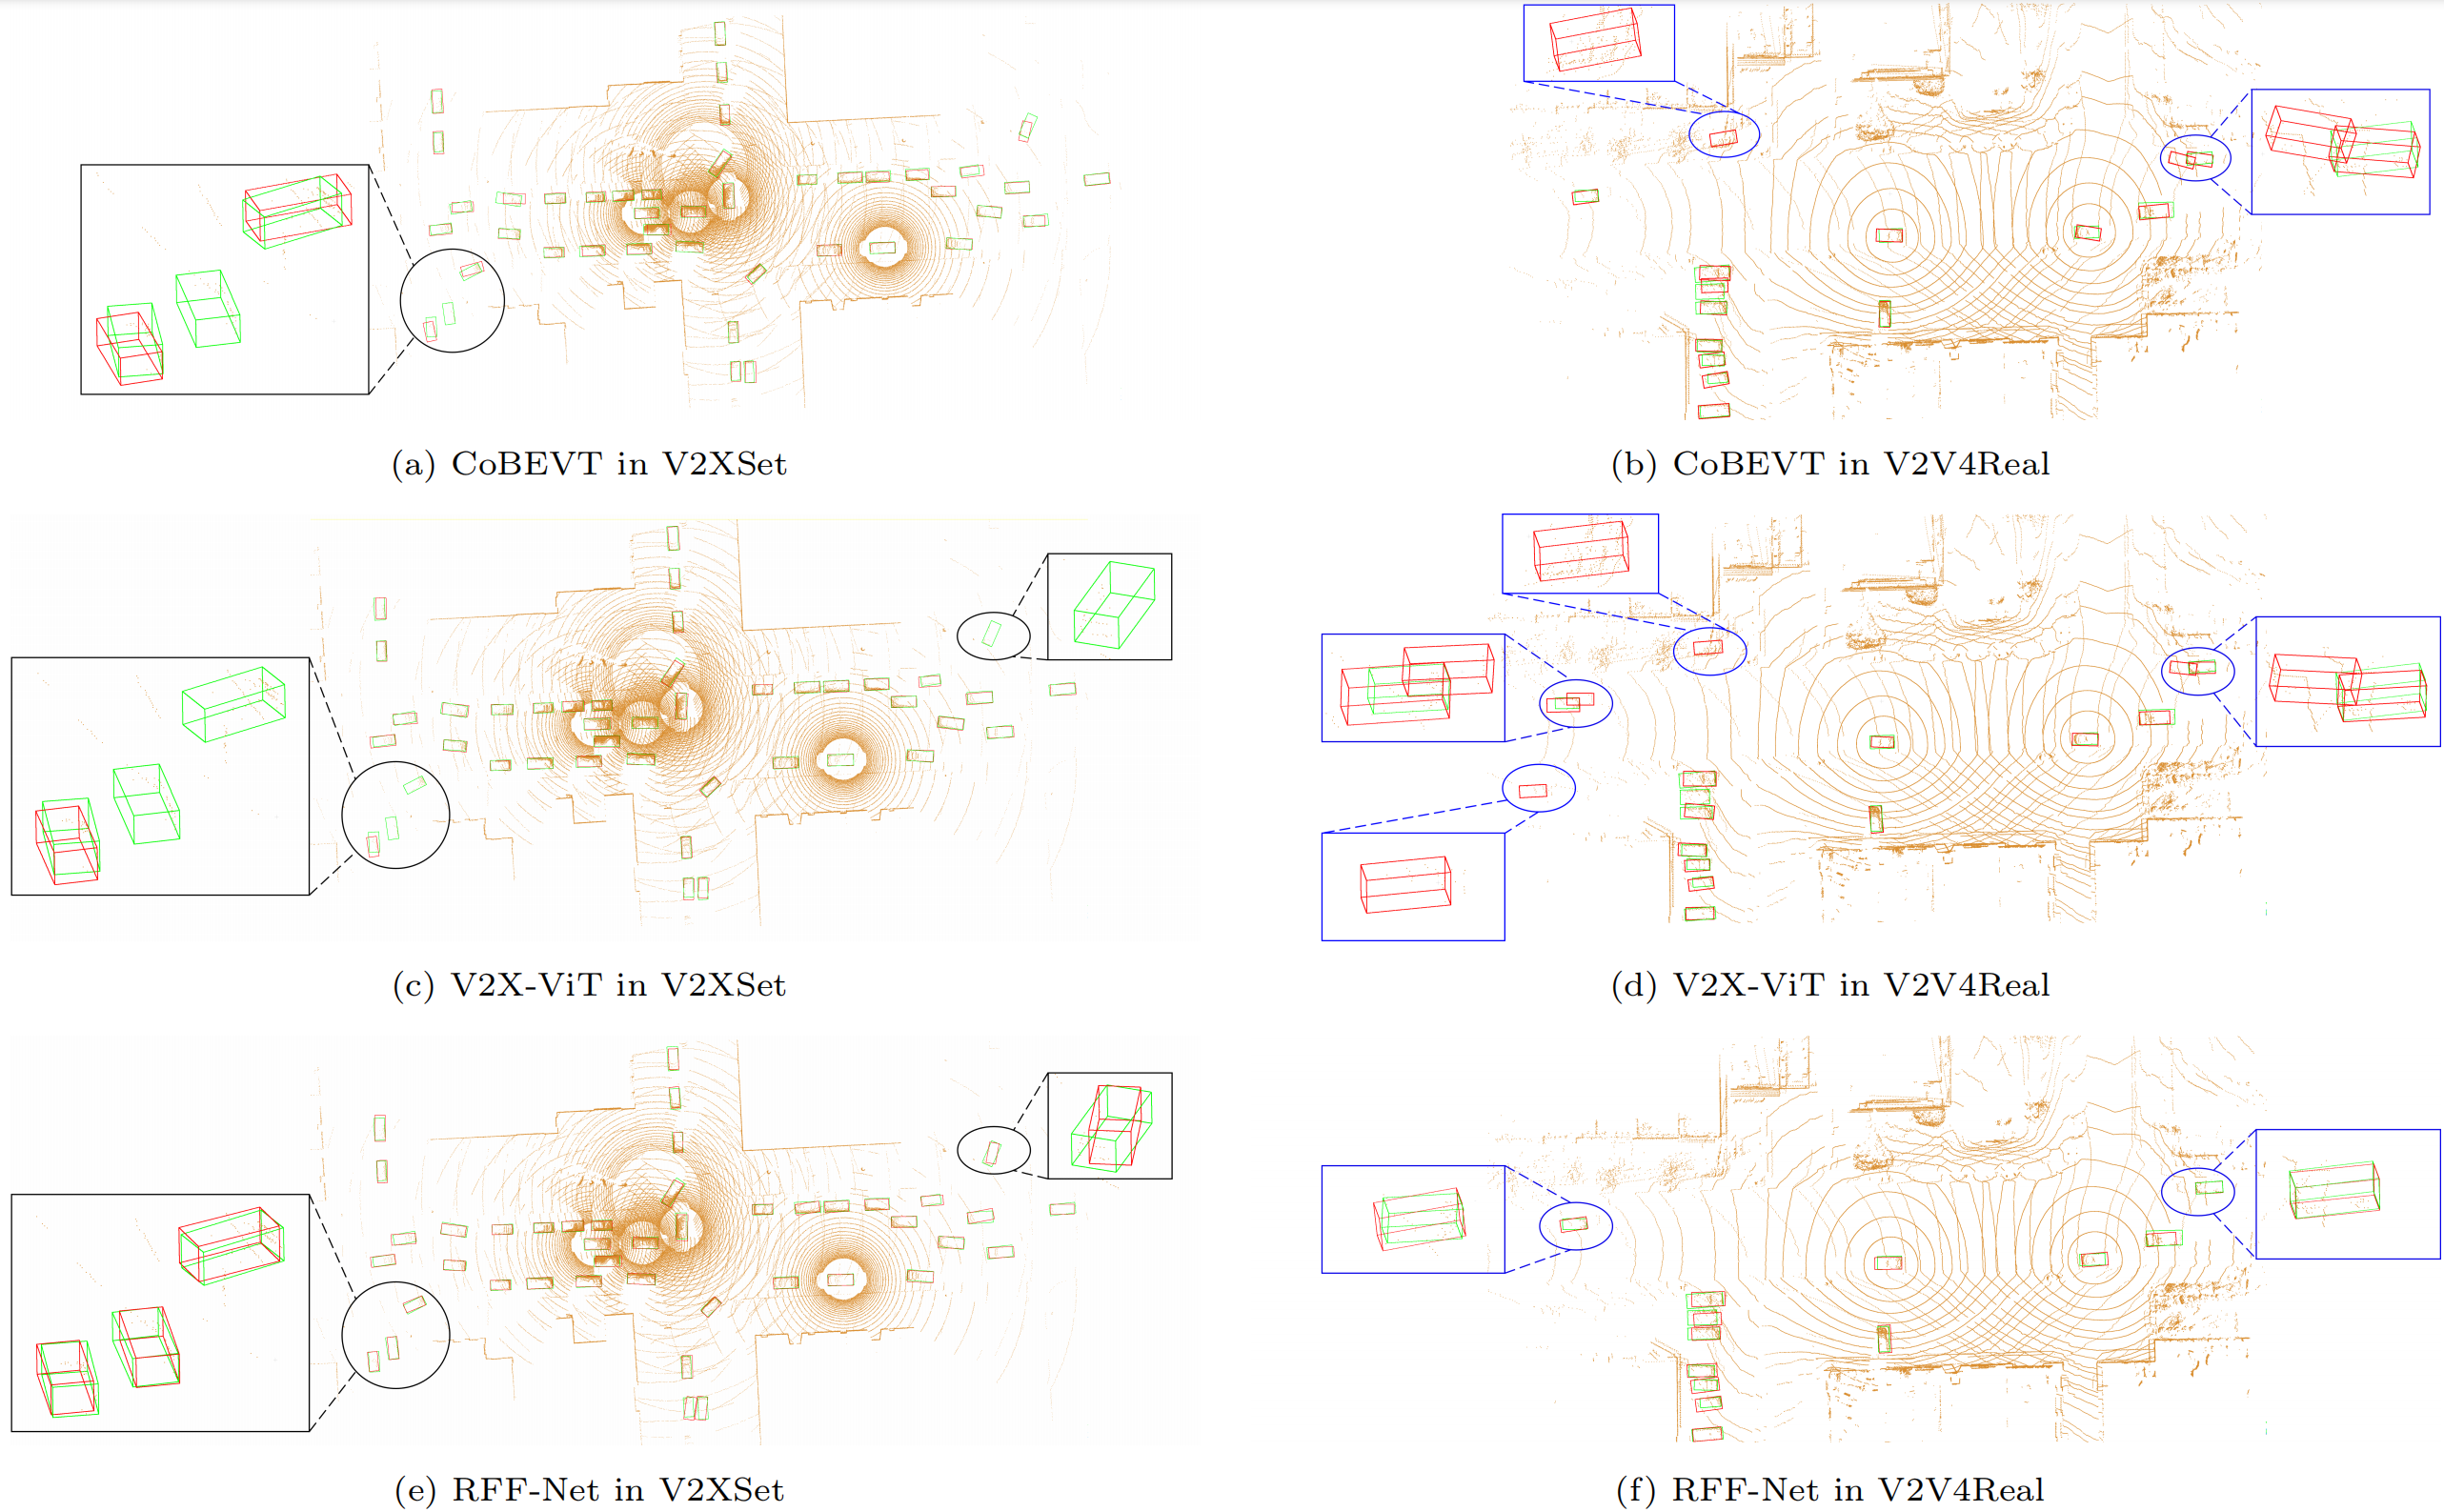 (a) CoBEVT in V2XSet
(b) CoBEVT in V2V4Real
(c) V2X-ViT in V2XSet
(d) V2X-ViT in V2V4Real
(e) RFF-Net in V2XSet
(f) RFF-Net in V2V4Real